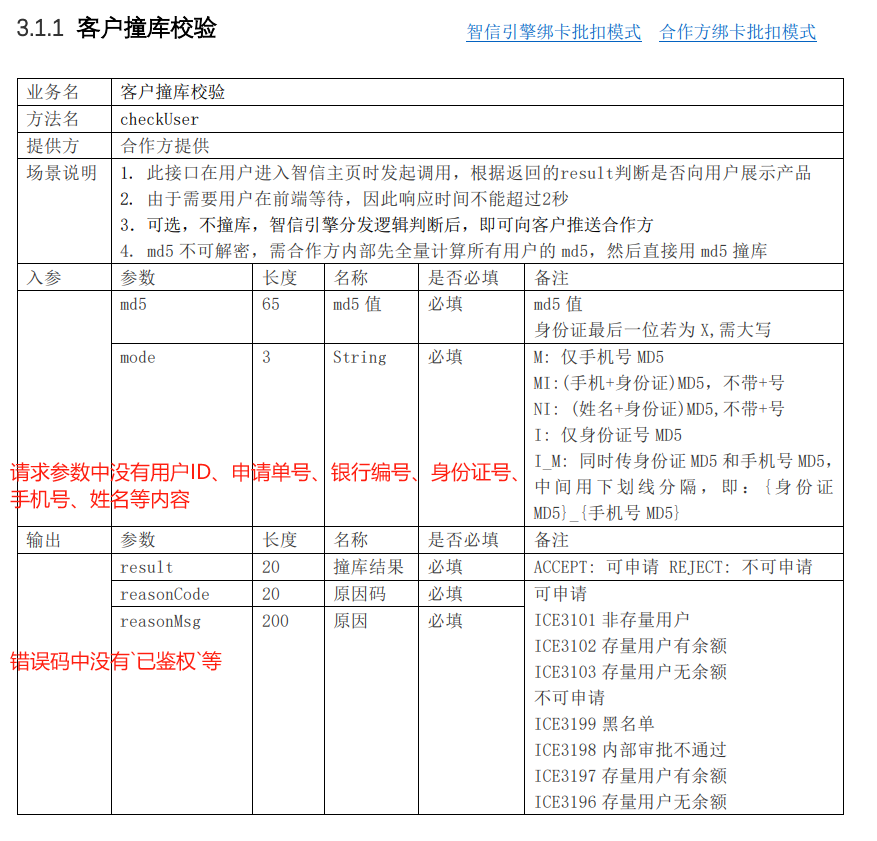 3.1.1 客户撞库校验
智信引擎绑卡批扣模式 合作方绑卡批扣模式
业务名 客户撞库校验
方法名 checkUser
提供方 合作方提供
场景说明 1. 此接口在用户进入智信主页时发起调用，根据返回的result判断是否向用户展示产品
2. 由于需要用户在前端等待，因此响应时间不能超过2秒
3. 可选，不撞库，智信引擎分发逻辑判断后，即可向客户推送合作方
4. md5 不可解密，需合作方内部先全量计算所有用户的 md5，然后直接用 md5 撞库
入参 参数 长度 名称 是否必填 备注
md5 65 md5 值 必填 md5 值
身份证最后一位若为 X,需大写
mode 3 String 必填 M: 仅手机号 MD5
MI:(手机+身份证)MD5，不带+号
NI: (姓名+身份证)MD5,不带+号
I: 仅身份证号 MD5
I_M: 同时传身份证 MD5 和手机号 MD5，
中间用下划线分隔，即：{身份证
MD5}_{手机号 MD5}
请求参数中没有用户ID、申请单号、银行编号、身份证号、
手机号、姓名等内容
输出 参数 长度 名称 是否必填 备注
result 20 撞库结果 必填 ACCEPT: 可申请 REJECT: 不可申请
reasonCode 20 原因码 必填 可申请
reasonMsg 200 原因 必填 ICE3101 非存量用户
ICE3102 存量用户有余额
ICE3103 存量用户无余额
不可申请
ICE3199 黑名单
ICE3198 内部审批不通过
ICE3197 存量用户有余额
ICE3196 存量用户无余额
错误码中没有`已鉴权`等